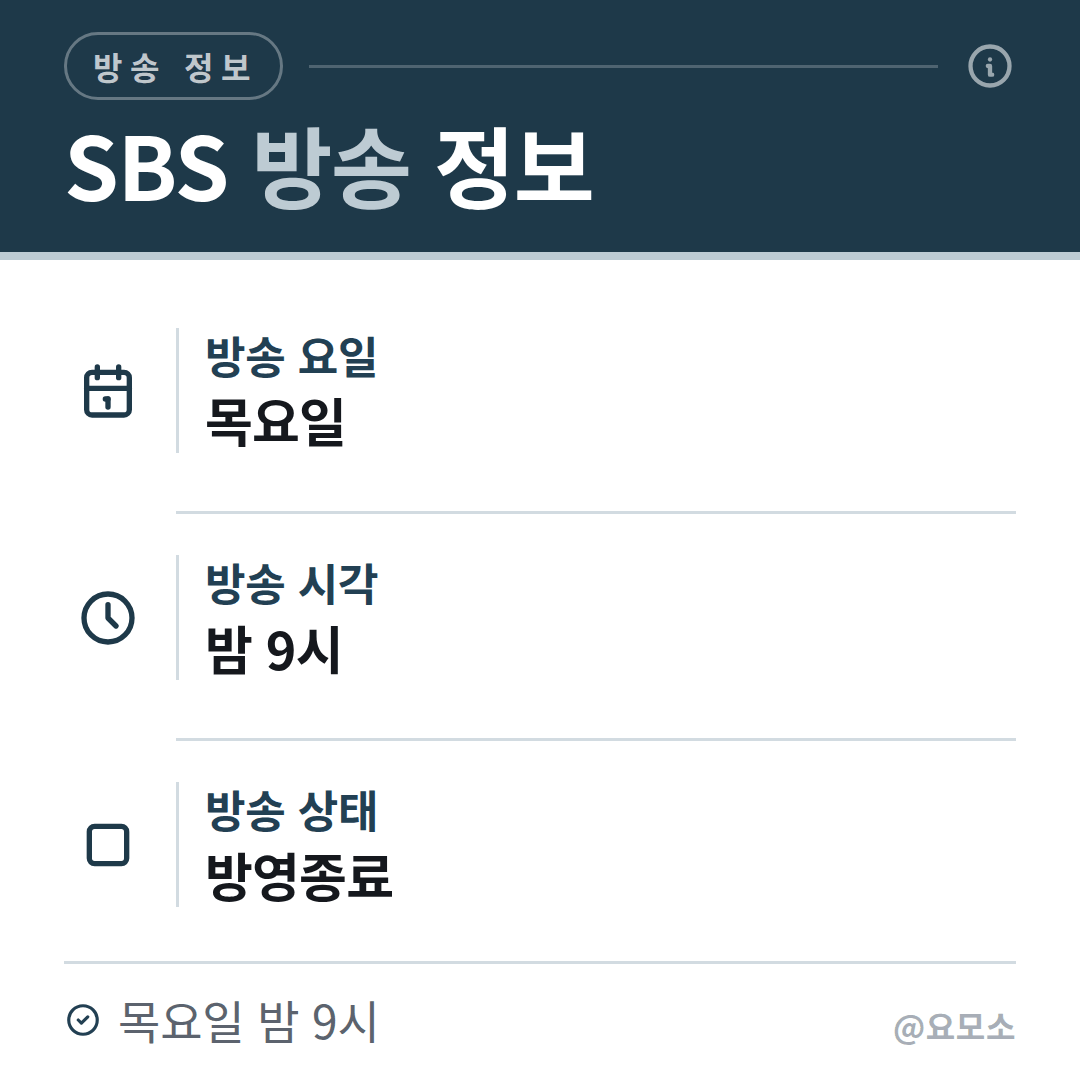 방송 정보
SBS 방송 정보
방송 요일
목요일
방송 시각
밤 9시
방송 상태
방영종료
목요일 밤 9시
@요모소